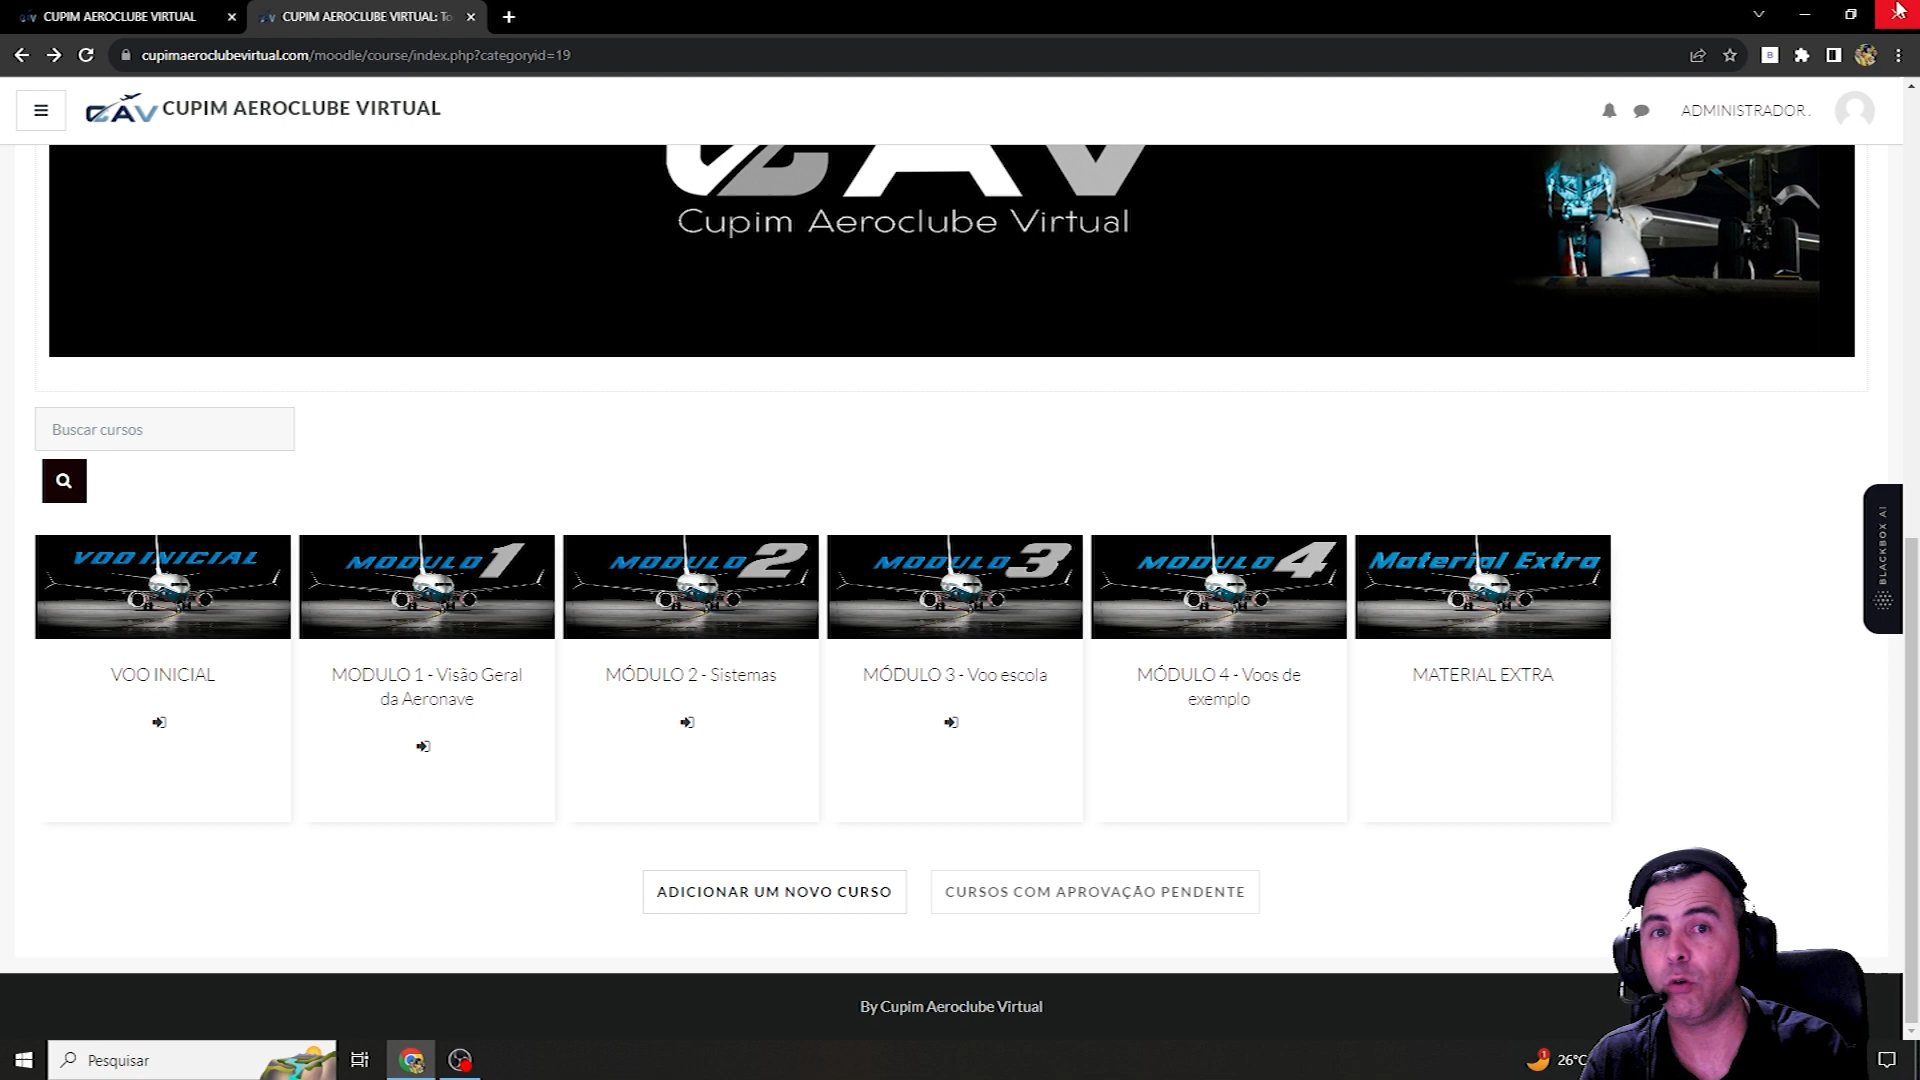 CUPIM AEROCLUBE VIRTUAL
CUPIM AEROCLUBE VIRTUAL: To
cupimaeroclubevirtual.com/moodle/course/index.php?categoryid=19
CAV CUPIM AEROCLUBE VIRTUAL
ADMINISTRADOR .
CAV
Cupim Aeroclube Virtual
Buscar cursos
BLACKBOX AI
VOO INICIAL
MODULO 1
MODULO 2
MODULO 3
MODULO 4
Material Extra
VOO INICIAL
MODULO 1 - Visão Geral
da Aeronave
MÓDULO 2 - Sistemas
MÓDULO 3 - Voo escola
MÓDULO 4 - Voos de
exemplo
MATERIAL EXTRA
ADICIONAR UM NOVO CURSO
CURSOS COM APROVAÇÃO PENDENTE
By Cupim Aeroclube Virtual
Pesquisar
1
26°C